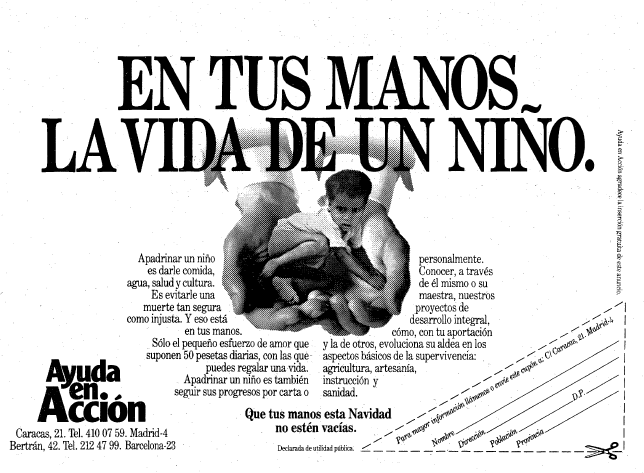 EN TUS MANOS
LA VIDA DE UN NIÑO.
Apadrinar un niño
es darle comida,
agua, salud y cultura.
Es evitarle una
muerte tan segura
como injusta. Y eso está
en tus manos.
Sólo el pequeño esfuerzo de amor que
suponen 50 pesetas diarias, con las que
puedes regalar una vida.
Apadrinar un niño es también
seguir sus progresos por carta o
personalmente.
Conocer, a través
de él mismo o su
maestra, nuestros
proyectos de
desarrollo integral,
cómo, con tu aportación
y la de otros, evoluciona su aldea en los
aspectos básicos de la supervivencia:
agricultura, artesanía,
instrucción y
sanidad.
Que tus manos esta Navidad
no estén vacías.
Declarada de utilidad pública.
Ayuda
en
Acción
Caracas, 21. Tel. 410 07 59. Madrid-4
Bertrán, 42. Tel. 212 47 99. Barcelona-23
Para mayor información llámenos o envíe este cupón a: C/ Caracas, 21. Madrid-4
Nombre
Dirección
Población D.P.
Provincia
Ayuda en Acción agradece la inserción gratuita de este anuncio.